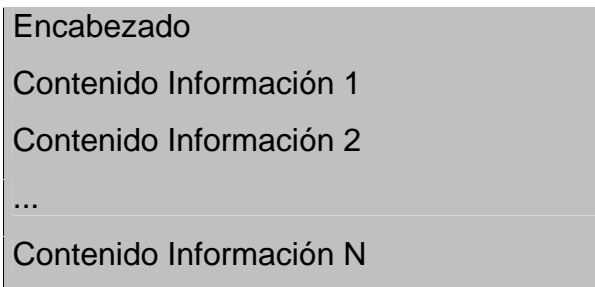 Encabezado
Contenido Información 1
Contenido Información 2
...
Contenido Información N